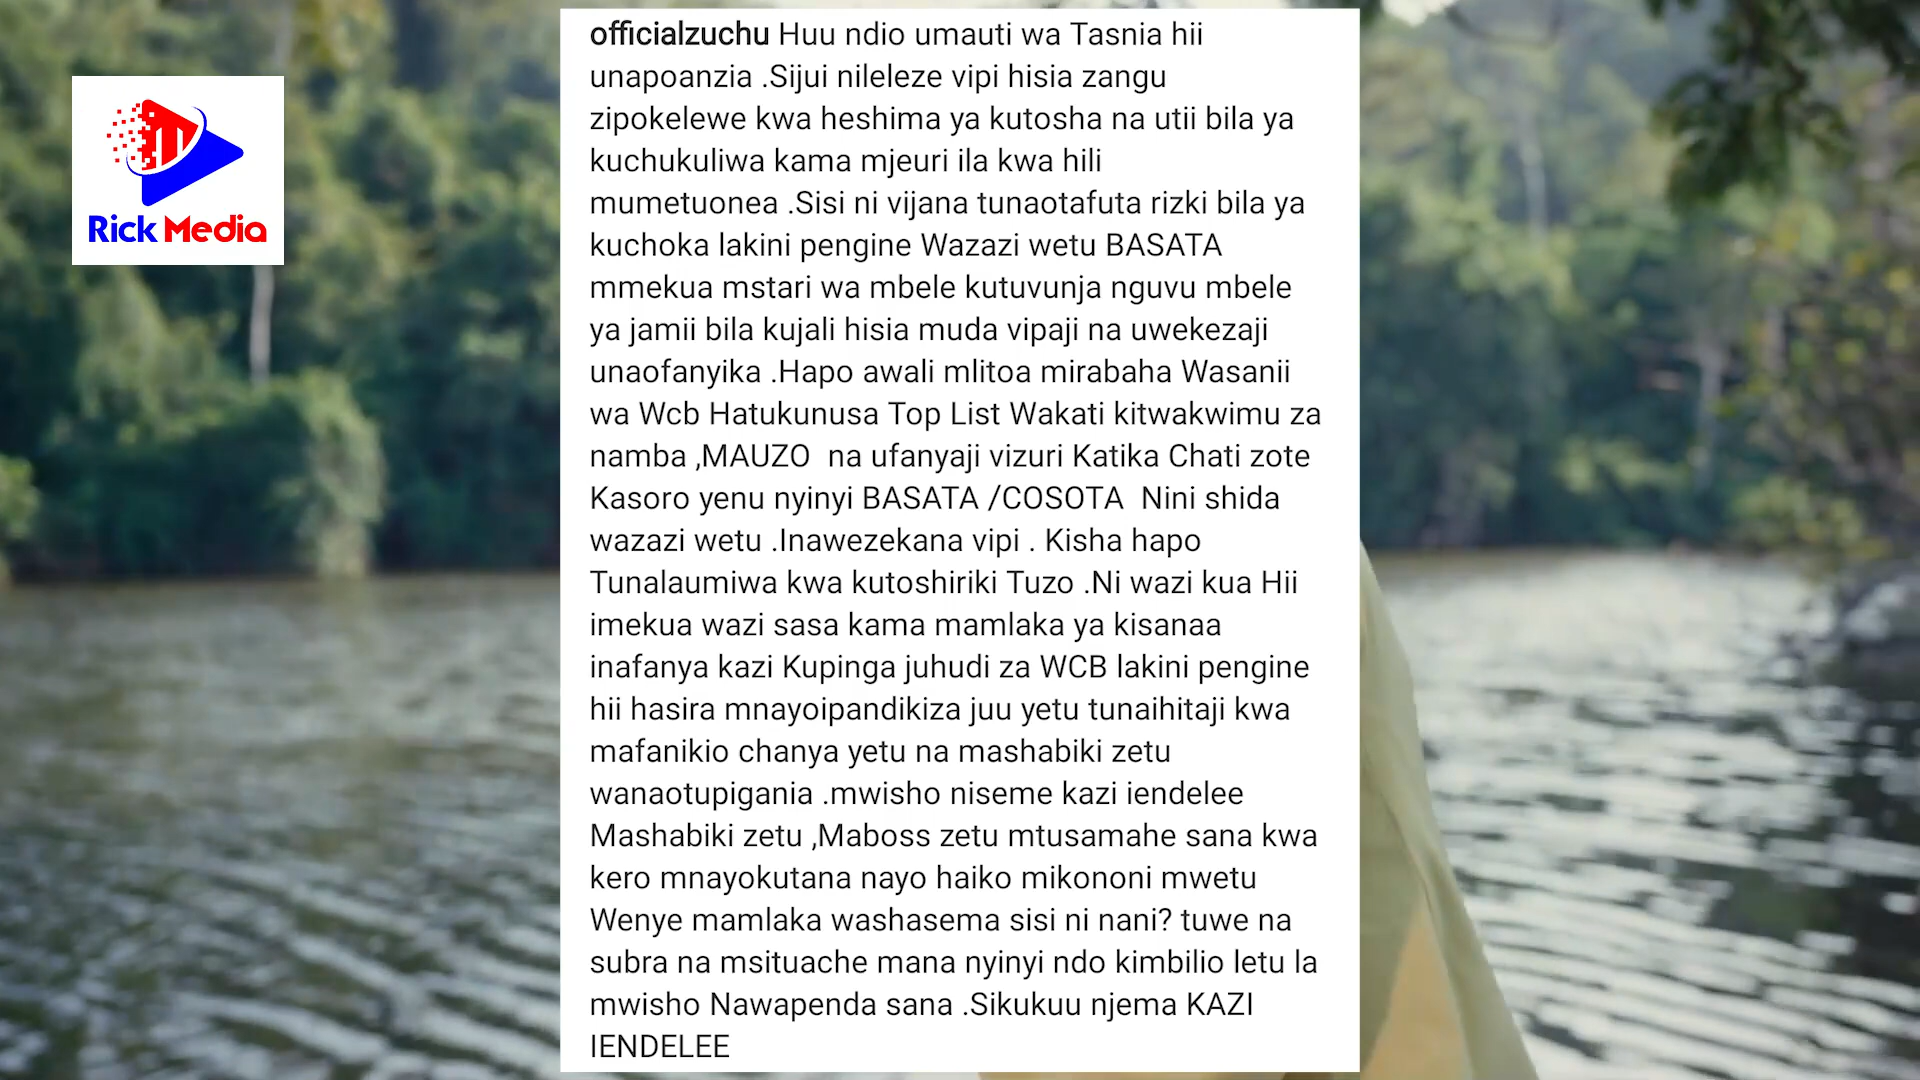 Rick Media
officialzuchu Huu ndio umauti wa Tasnia hii
unapoanzia .Sijui nileleze vipi hisia zangu
zipokelewe kwa heshima ya kutosha na utii bila ya
kuchukuliwa kama mjeuri ila kwa hili
mumetuonea .Sisi ni vijana tunaotafuta rizki bila ya
kuchoka lakini pengine Wazazi wetu BASATA
mmekua mstari wa mbele kutuvunja nguvu mbele
ya jamii bila kujali hisia muda vipaji na uwekezaji
unaofanyika .Hapo awali mlitoa mirabaha Wasanii
wa Wcb Hatukunusa Top List Wakati kitwakwimu za
namba ,MAUZO  na ufanyaji vizuri Katika Chati zote
Kasoro yenu nyinyi BASATA /COSOTA  Nini shida
wazazi wetu .Inawezekana vipi . Kisha hapo
Tunalaumiwa kwa kutoshiriki Tuzo .Ni wazi kua Hii
imekua wazi sasa kama mamlaka ya kisanaa
inafanya kazi Kupinga juhudi za WCB lakini pengine
hii hasira mnayoipandikiza juu yetu tunaihitaji kwa
mafanikio chanya yetu na mashabiki zetu
wanaotupigania .mwisho niseme kazi iendelee
Mashabiki zetu ,Maboss zetu mtusamahe sana kwa
kero mnayokutana nayo haiko mikononi mwetu
Wenye mamlaka washasema sisi ni nani? tuwe na
subra na msituache mana nyinyi ndo kimbilio letu la
mwisho Nawapenda sana .Sikukuu njema KAZI
IENDELEE